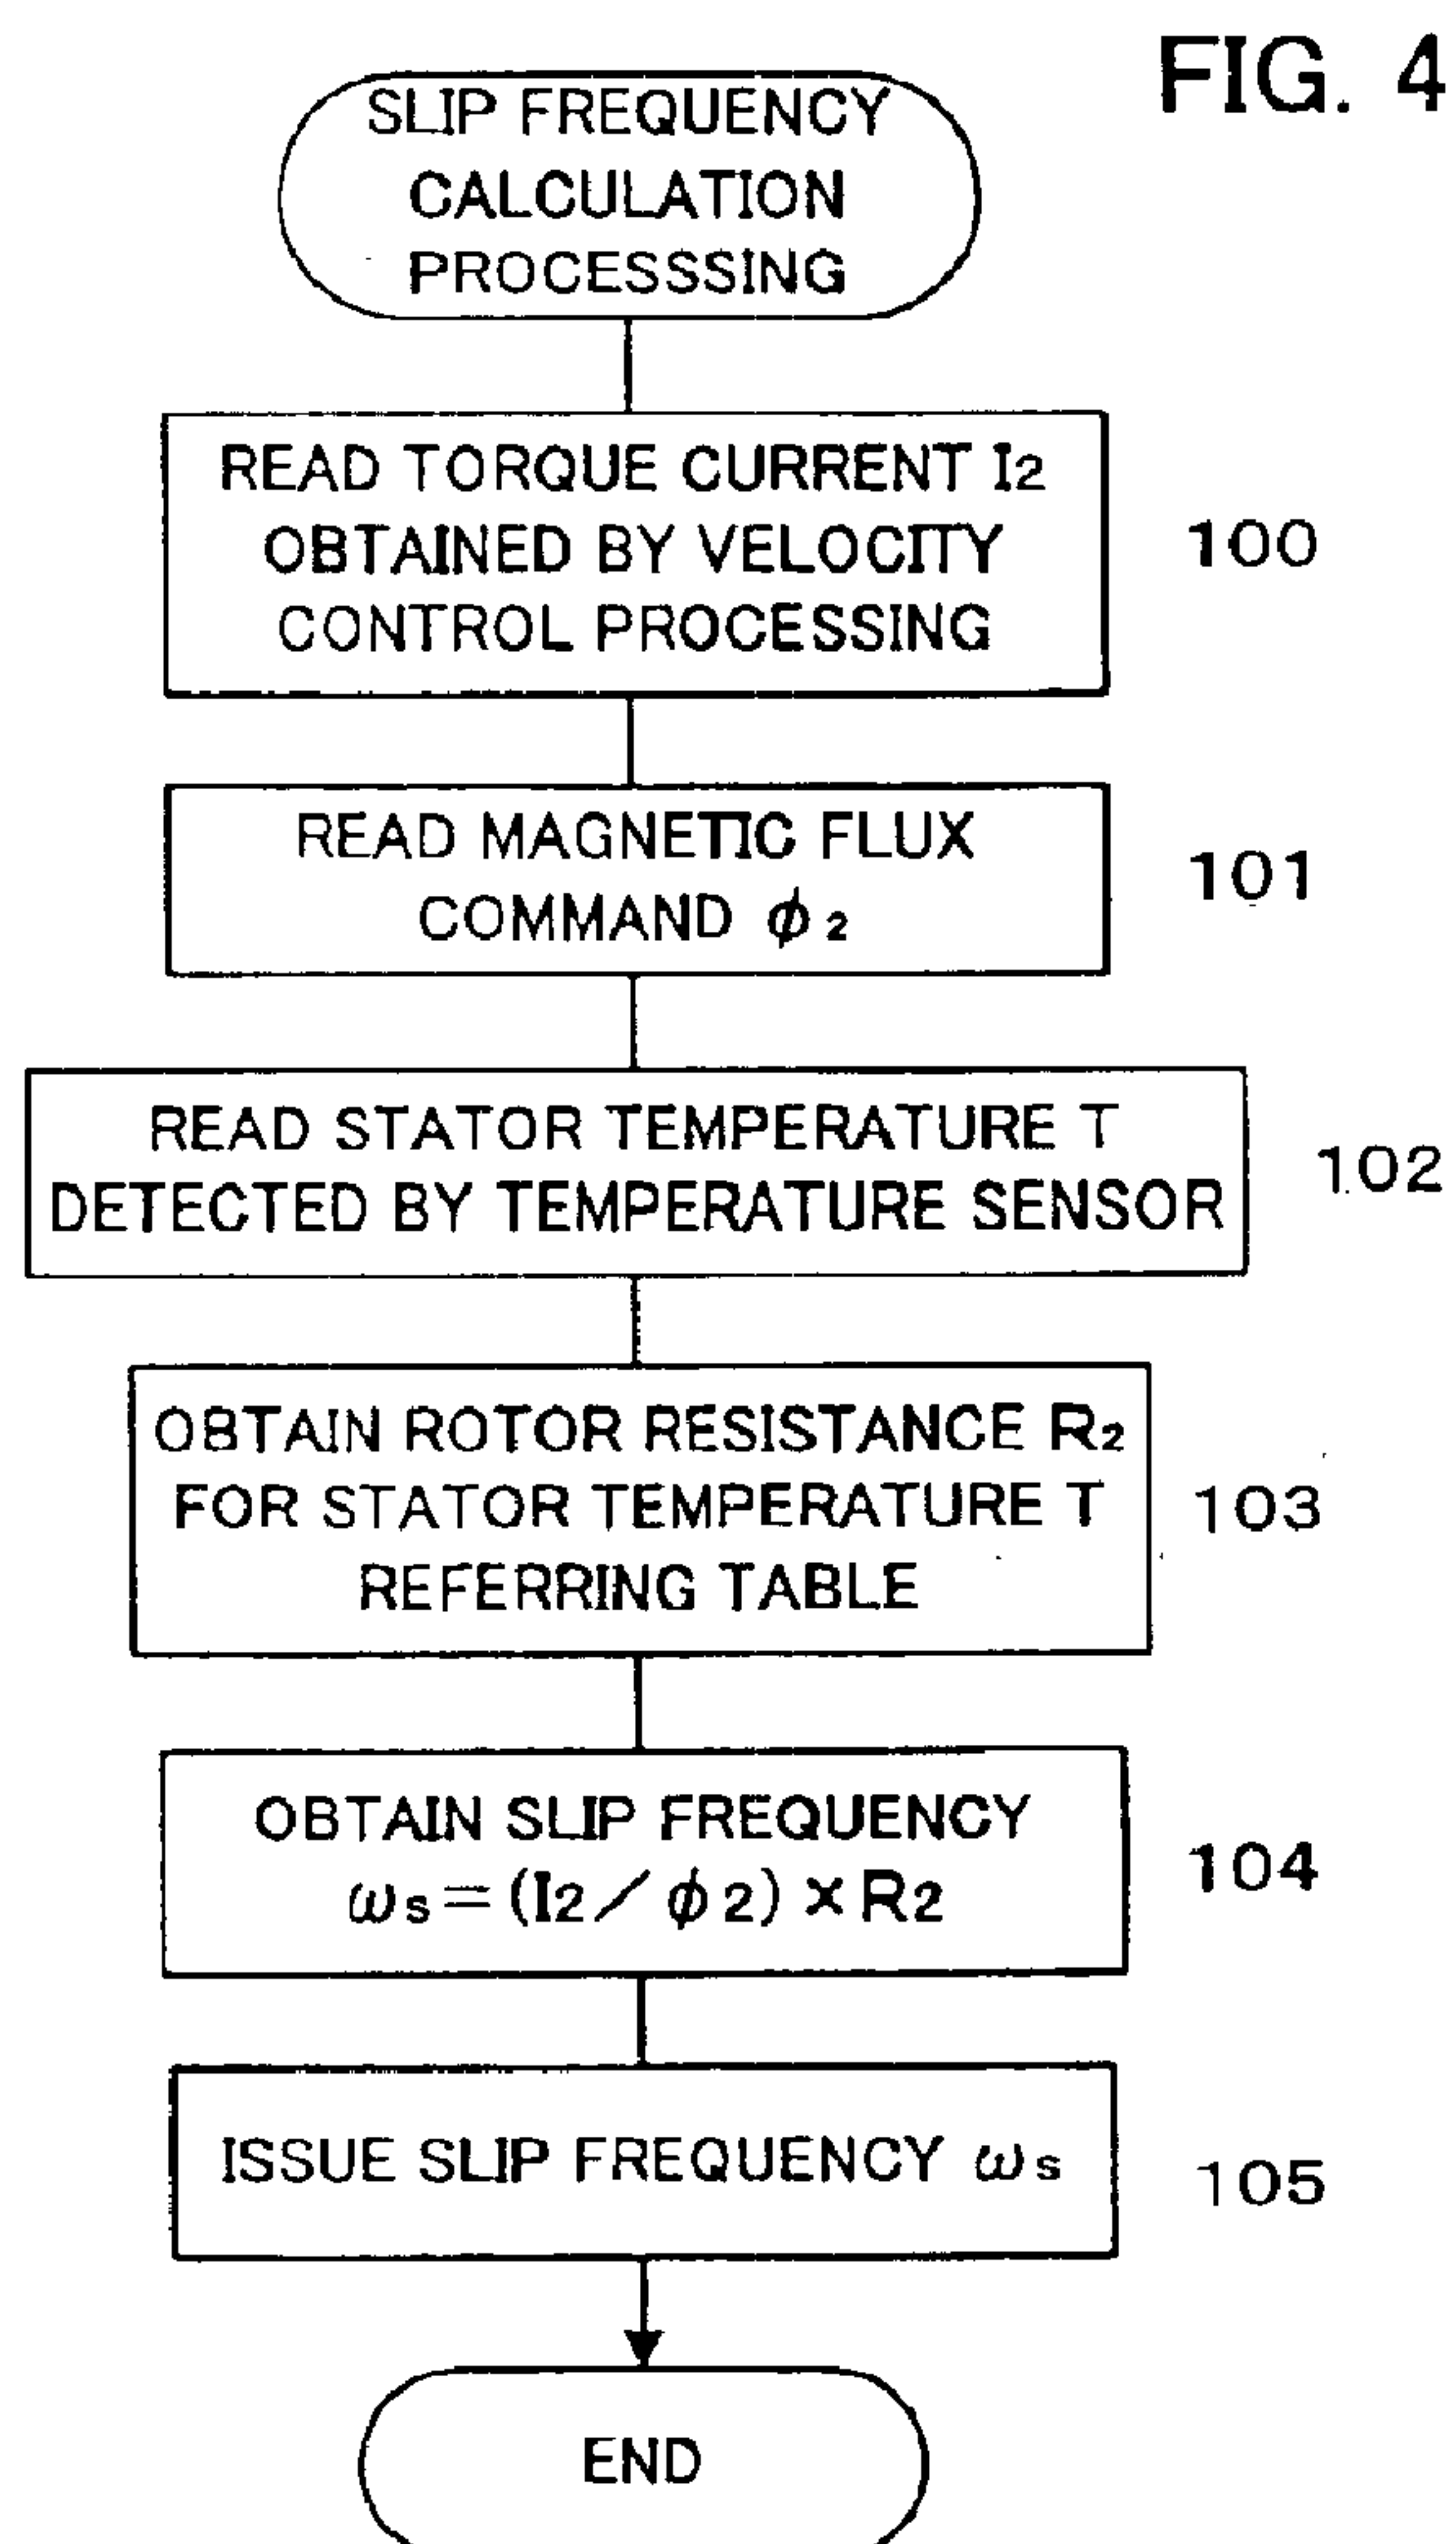 FIG. 4
SLIP FREQUENCY
CALCULATION
PROCESSSING
READ TORQUE CURRENT I2
OBTAINED BY VELOCITY
CONTROL PROCESSING
100
READ MAGNETIC FLUX
COMMAND ϕ2
101
READ STATOR TEMPERATURE T
DETECTED BY TEMPERATURE SENSOR
102
OBTAIN ROTOR RESISTANCE R2
FOR STATOR TEMPERATURE T
REFERRING TABLE
103
OBTAIN SLIP FREQUENCY
ωs=(I2/ϕ2)×R2
104
ISSUE SLIP FREQUENCY ωs
105
END